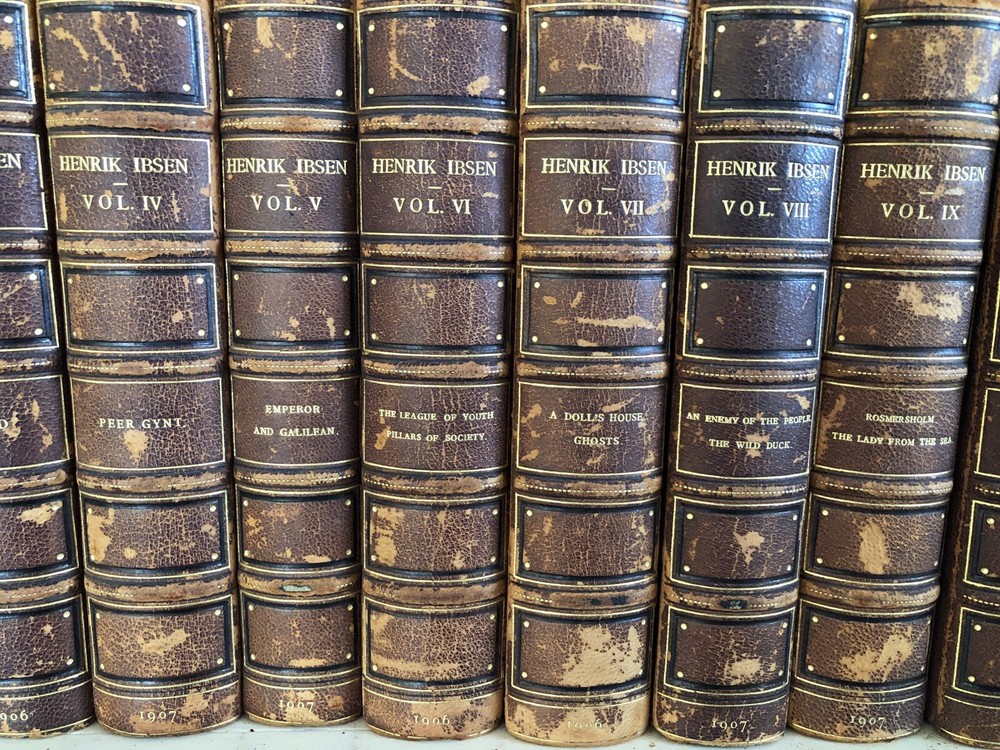 EN
D
906
HENRIK IBSEN
VOL. IV
PEER GYNT.
1907
HENRIK IBSEN
VOL. V
EMPEROR
AND GALILEAN.
1907
HENRIK IBSEN
VOL. VI
THE LEAGUE OF YOUTH
PILLARS OF SOCIETY.
1906
HENRIK IBSEN
VOL. VII
A DOLL'S HOUSE.
GHOSTS
1906
HENRIK IBSEN
VOL. VIII
AN ENEMY OF THE PEOPLE.
THE WILD DUCK.
1907
HENRIK IBSEN
VOL. IX
ROSMERSHOLM
THE LADY FROM THE SEA.
1907